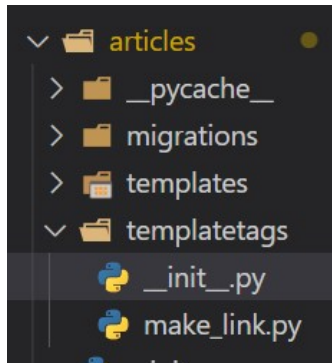 articles
__pycache__
migrations
templates
templatetags
__init__.py
make_link.py